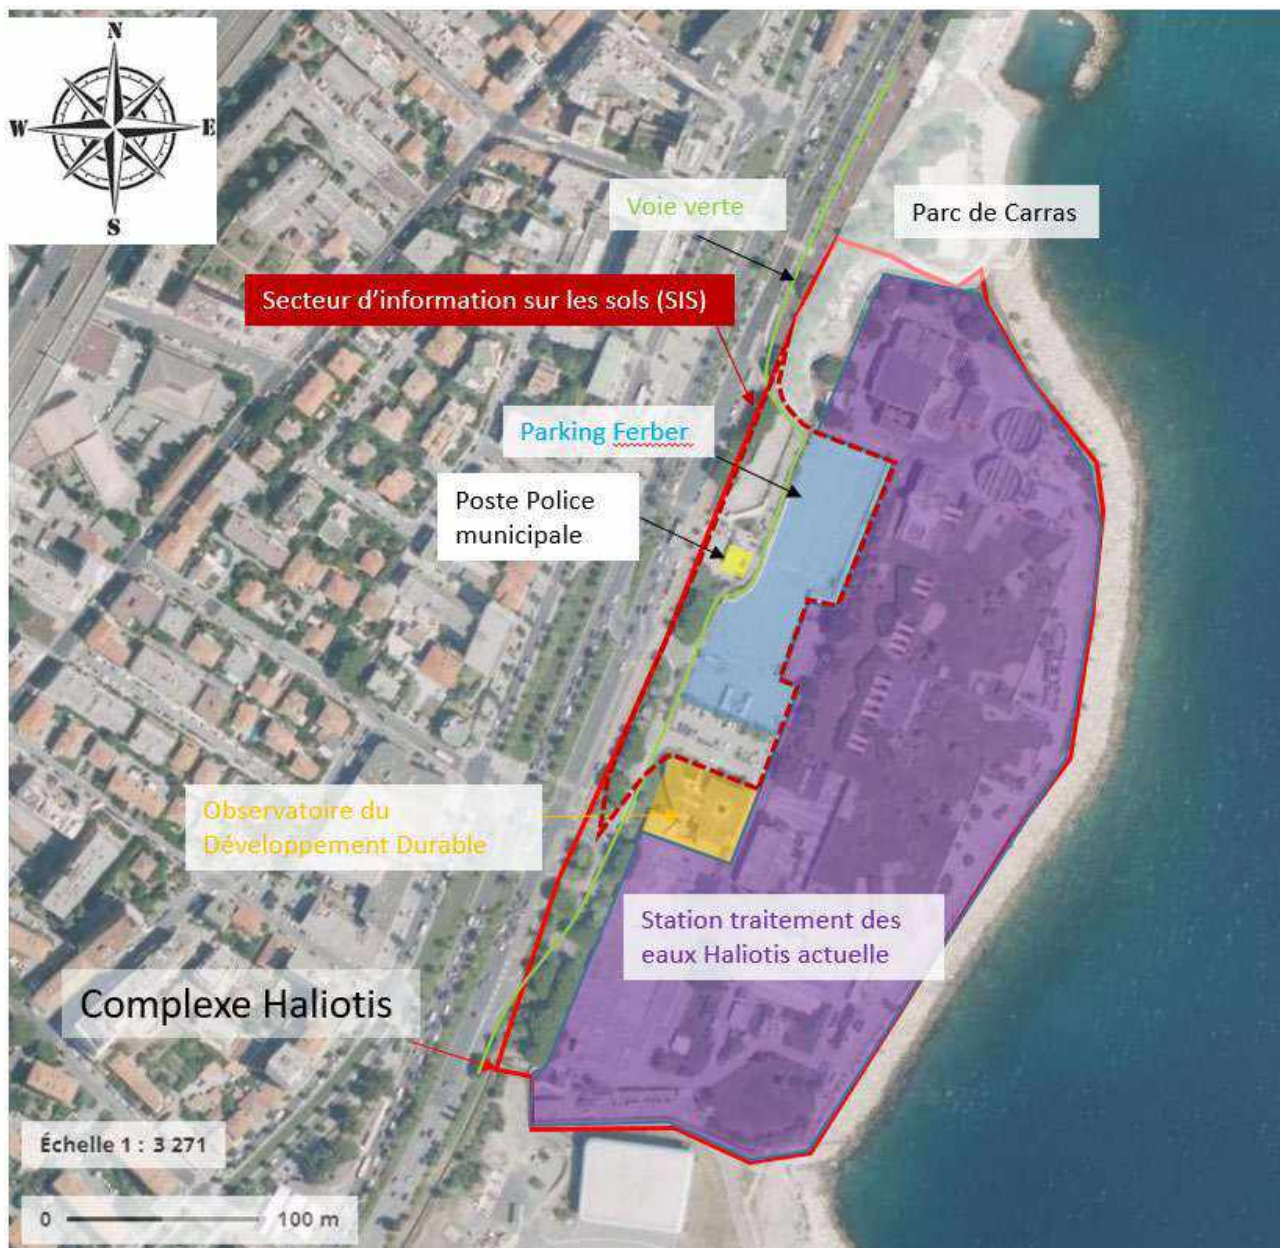 N
W E
S
Voie verte
Parc de Carras
Secteur d'information sur les sols (SIS)
Parking Ferber
Poste Police
municipale
Observatoire du
Développement Durable
Station traitement des
eaux Haliotis actuelle
Complexe Haliotis
Échelle 1 : 3 271
0 100 m